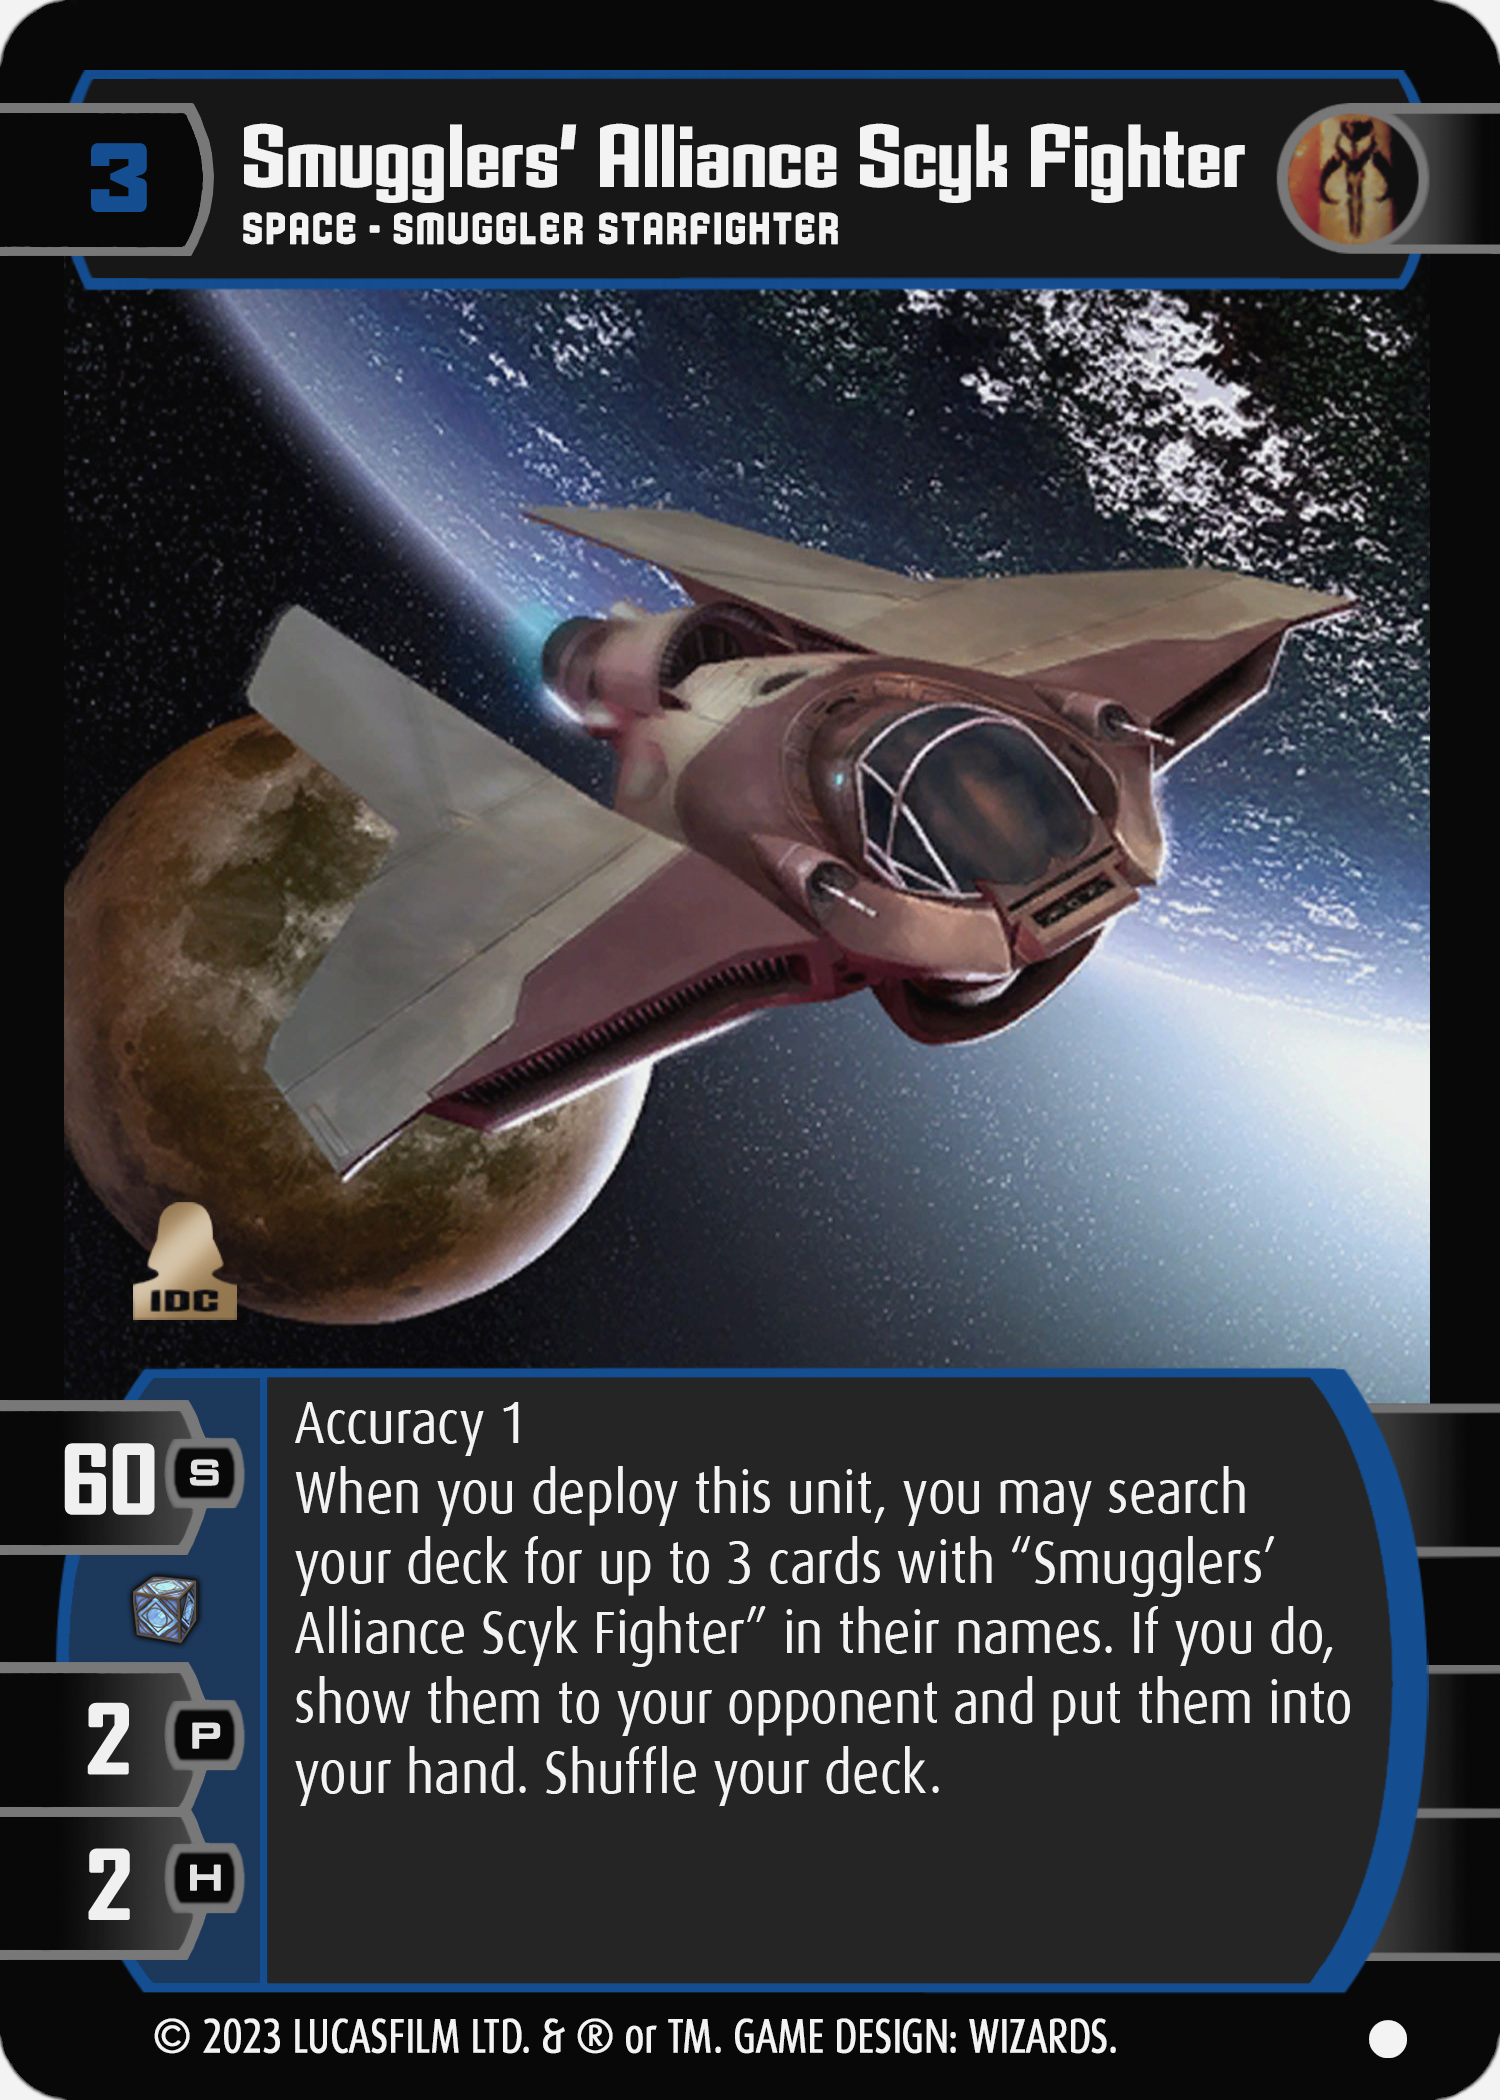 3
Smugglers' Alliance Scyk Fighter
SPACE - SMUGGLER STARFIGHTER
IDC
60 S
2 P
2 H
Accuracy 1
When you deploy this unit, you may search
your deck for up to 3 cards with “Smugglers’
Alliance Scyk Fighter” in their names. If you do,
show them to your opponent and put them into
your hand. Shuffle your deck.
© 2023 LUCASFILM LTD. & ® or TM. GAME DESIGN: WIZARDS.